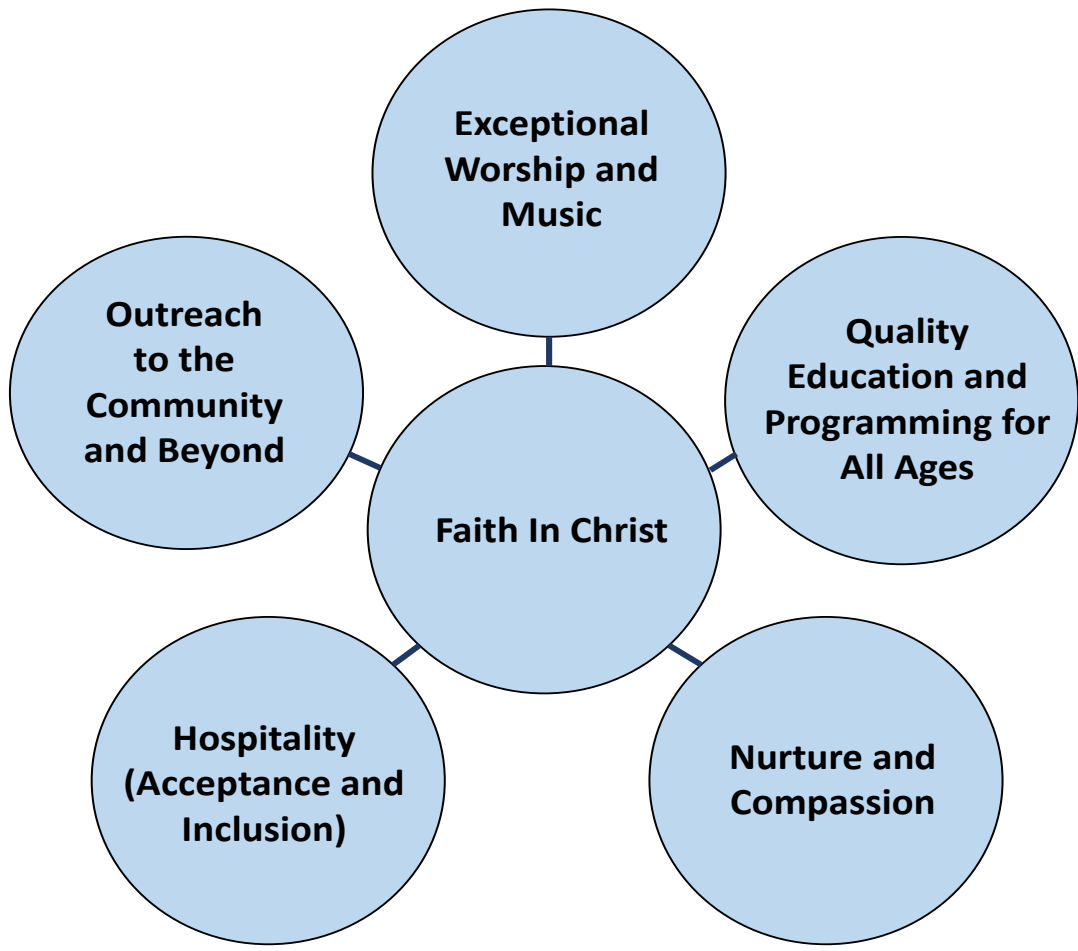 Exceptional
Worship and
Music
Outreach
to the
Community
and Beyond
Quality
Education and
Programming for
All Ages
Faith In Christ
Hospitality
(Acceptance and
Inclusion)
Nurture and
Compassion